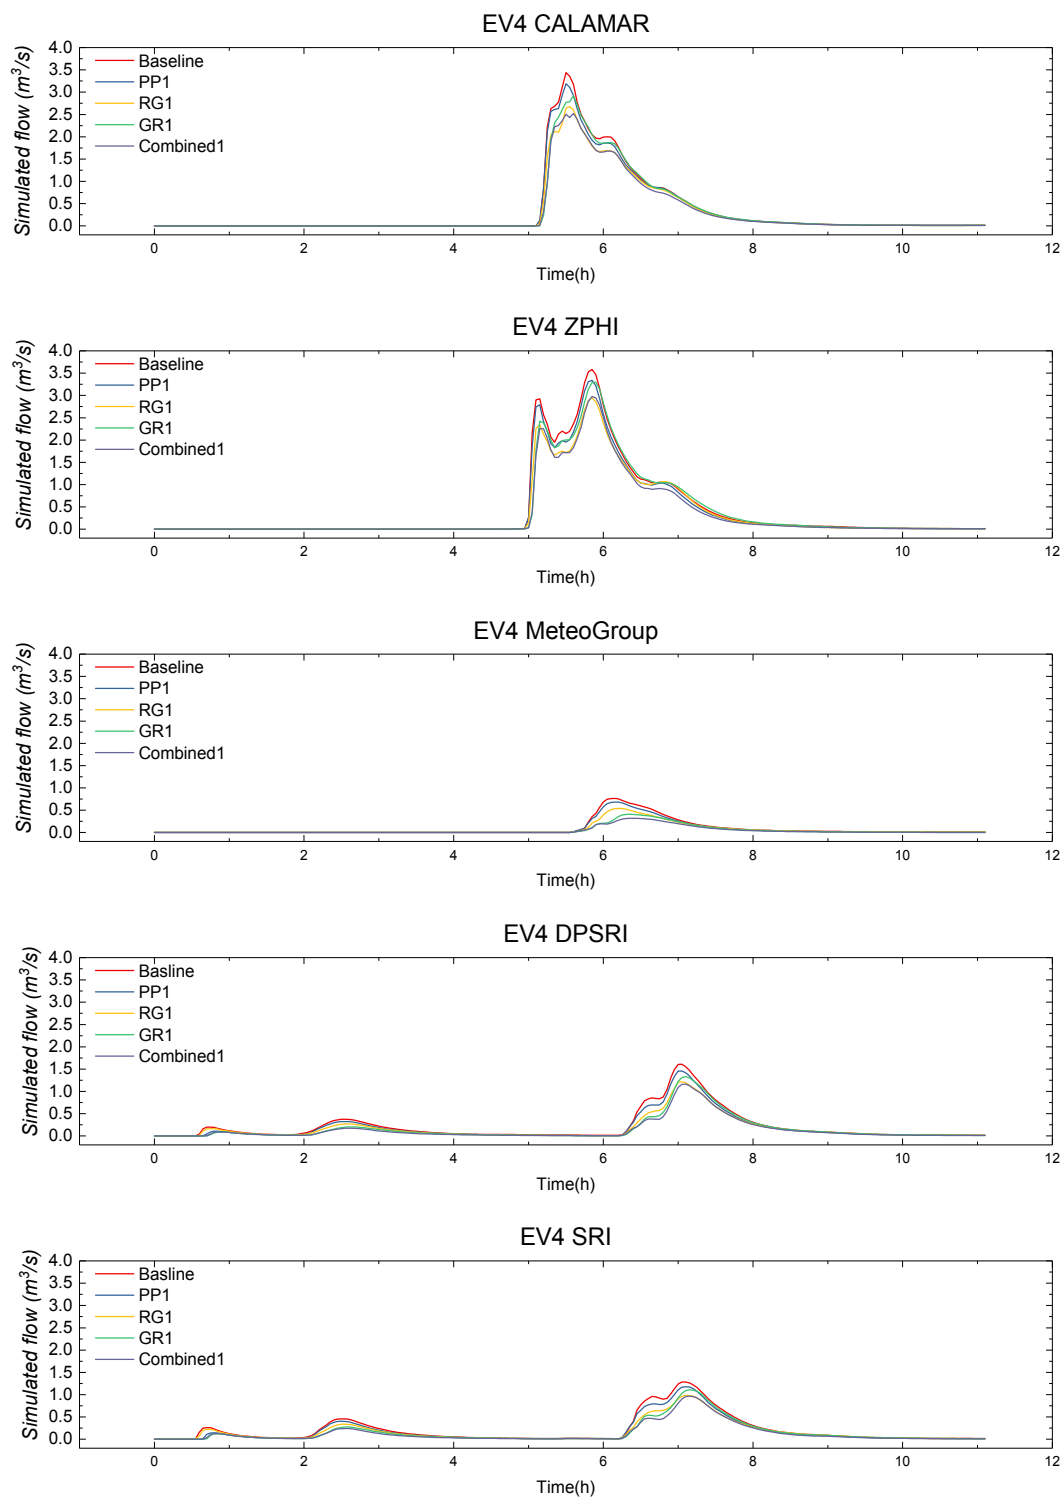 EV4 CALAMAR
Simulated flow (m³/s)
4.0
3.5
3.0
2.5
2.0
1.5
1.0
0.5
0.0
Baseline
PP1
RG1
GR1
Combined1
0 2 4 6 8 10 12
Time(h)
EV4 ZPHI
Simulated flow (m³/s)
4.0
3.5
3.0
2.5
2.0
1.5
1.0
0.5
0.0
Baseline
PP1
RG1
GR1
Combined1
0 2 4 6 8 10 12
Time(h)
EV4 MeteoGroup
Simulated flow (m³/s)
4.0
3.5
3.0
2.5
2.0
1.5
1.0
0.5
0.0
Baseline
PP1
RG1
GR1
Combined1
0 2 4 6 8 10 12
Time(h)
EV4 DPSRI
Simulated flow (m³/s)
4.0
3.5
3.0
2.5
2.0
1.5
1.0
0.5
0.0
Basline
PP1
RG1
GR1
Combined1
0 2 4 6 8 10 12
Time(h)
EV4 SRI
Simulated flow (m³/s)
4.0
3.5
3.0
2.5
2.0
1.5
1.0
0.5
0.0
Basline
PP1
RG1
GR1
Combined1
0 2 4 6 8 10 12
Time(h)